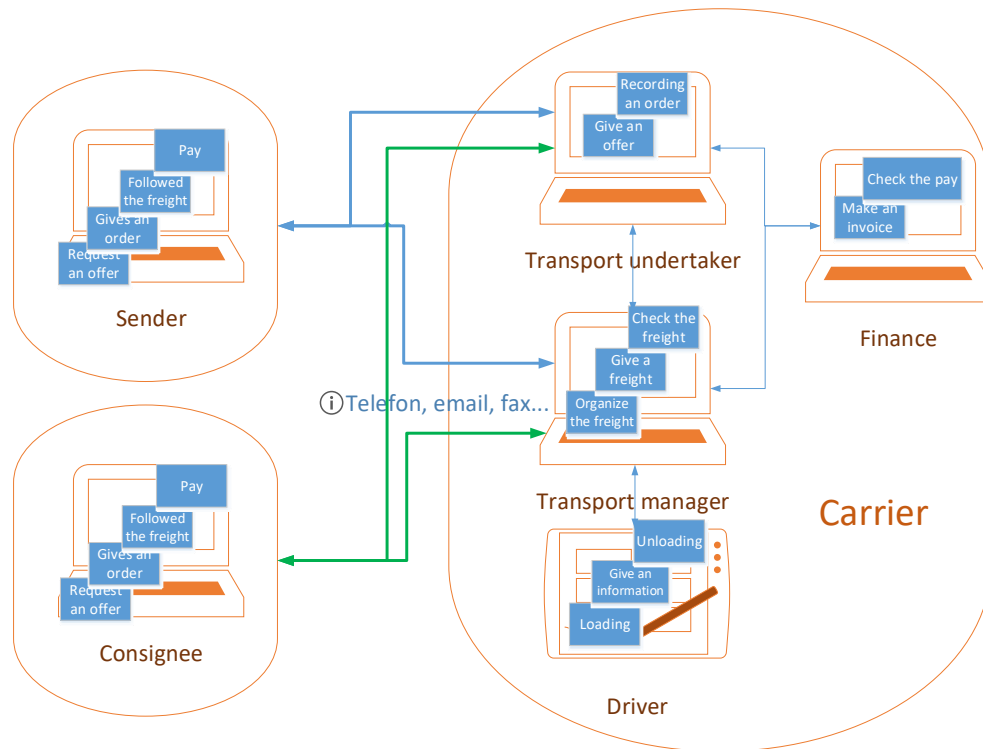 Pay
Followed
the freight
Gives an
order
Request
an offer
Sender
Pay
Followed
the freight
Gives an
order
Request
an offer
Consignee
Telefon, email, fax...
Recording
an order
Give an
offer
Transport undertaker
Check the
freight
Give a
freight
Organize
the freight
Transport manager
Unloading
Give an
information
Loading
Driver
Check the pay
Make an
invoice
Finance
Carrier